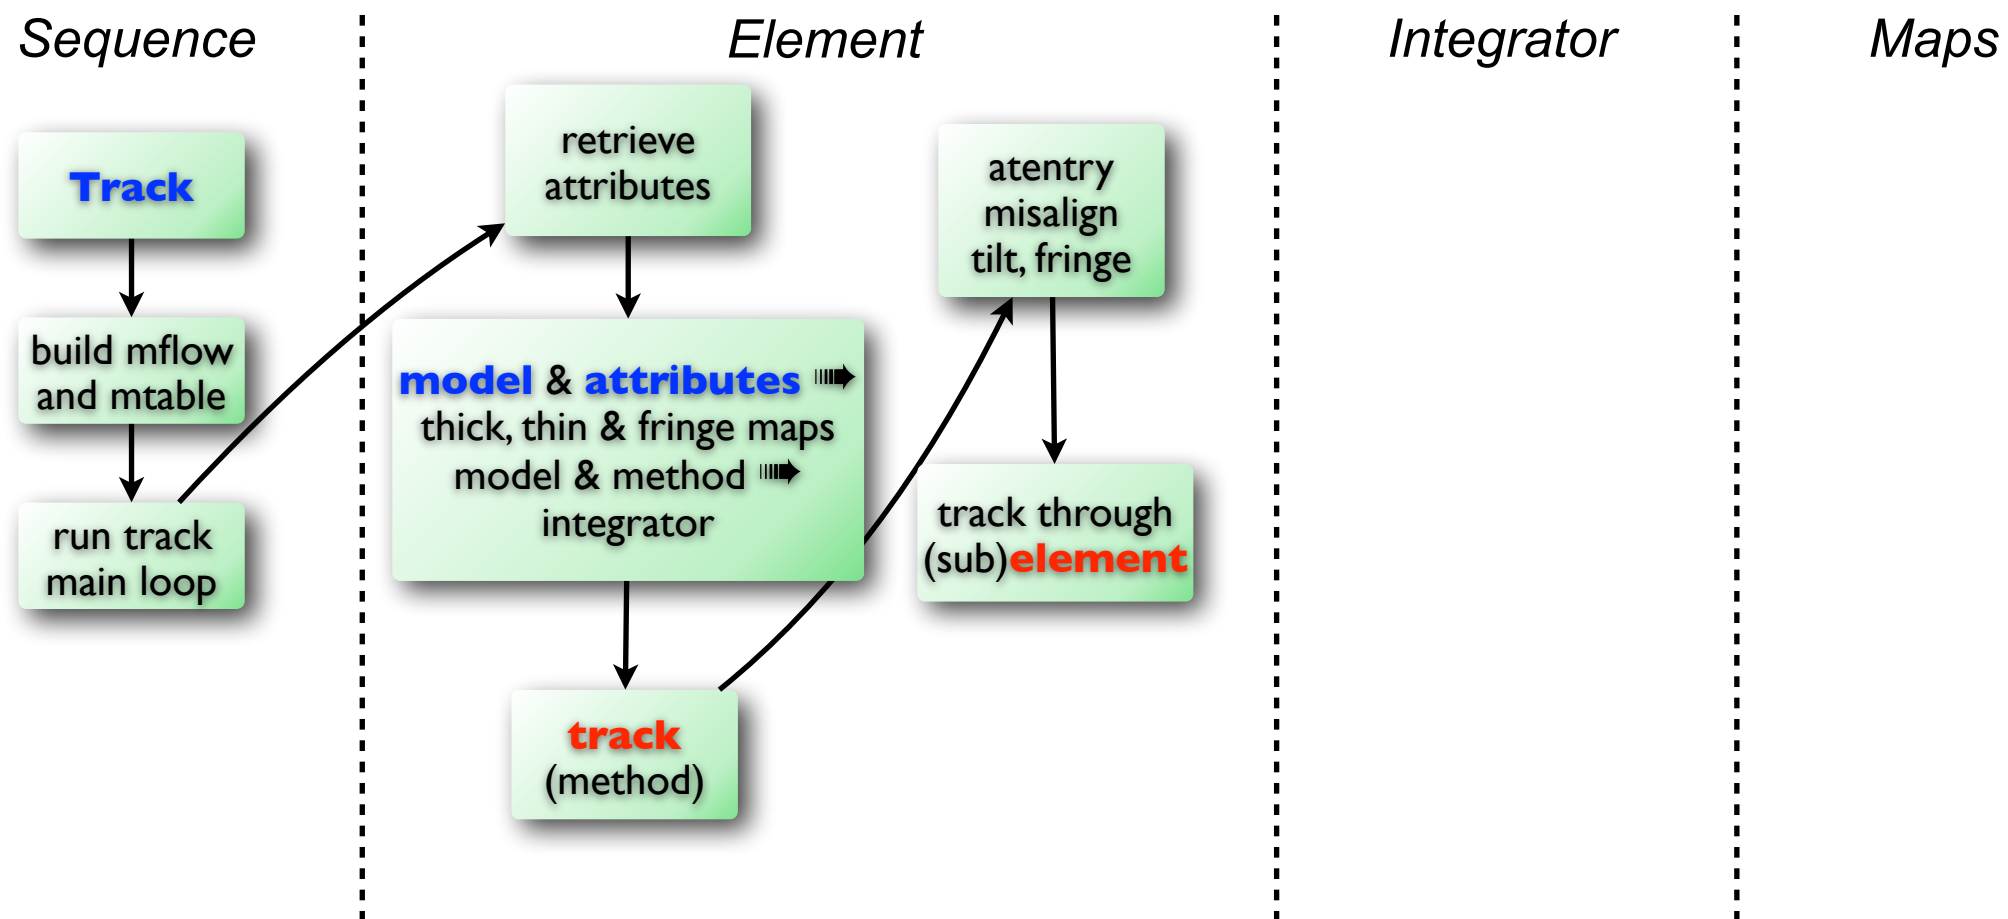 Sequence
Element
Integrator
Maps
Track
build mflow
and mtable
run track
main loop
retrieve
attributes
model & attributes ➠
thick, thin & fringe maps
model & method ➠
integrator
track
(method)
atentry
misalign
tilt, fringe
track through
(sub)element